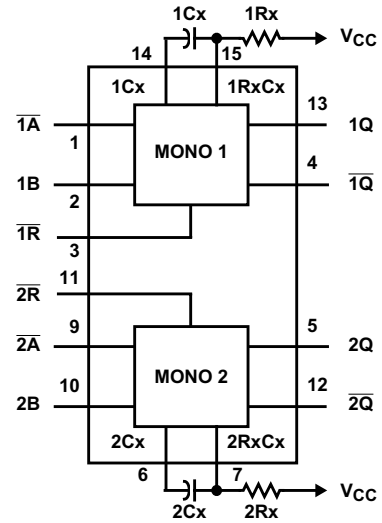 1Cx 1Rx
VCC
14 15
1Cx 1RxCx
1A 13 1Q
1 MONO 1
1B 4 1Q
2
1R
3
11
2R
9 5
2A 2Q
10 MONO 2 12
2B 2Q
2Cx 2RxCx
6 7
VCC
2Cx 2Rx